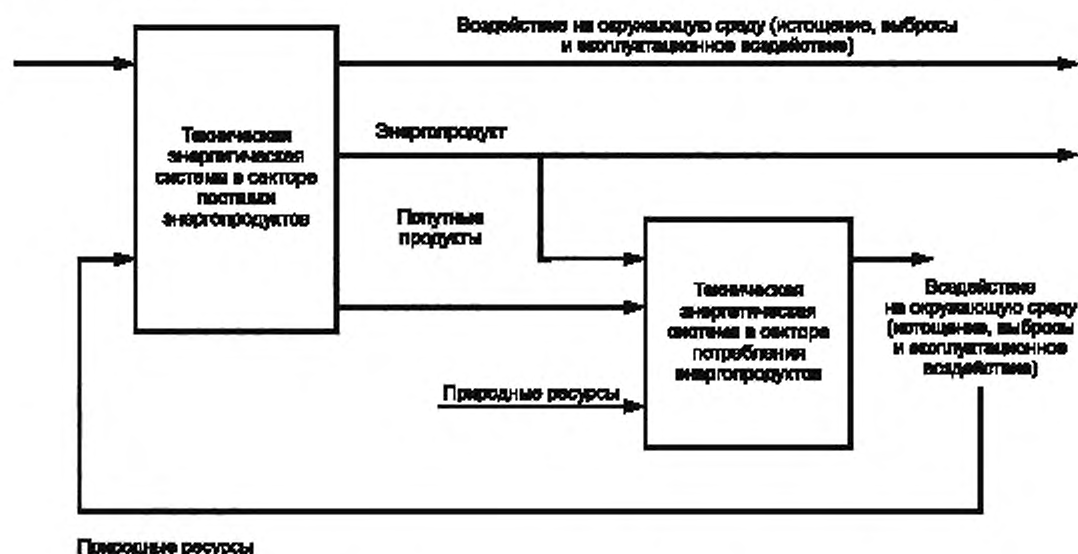 Воздействие на окружающую среду (истощение, выбросы
и эксплуатационное воздействие)
Техническая
энергетическая
система в секторе
поставки
энергопродуктов
Энергопродукт
Попутные
продукты
Техническая
энергетическая
система в секторе
потребления
энергопродуктов
Воздействие
на окружающую среду
(истощение, выбросы
и эксплуатационное
воздействие)
Природные ресурсы
Природные ресурсы